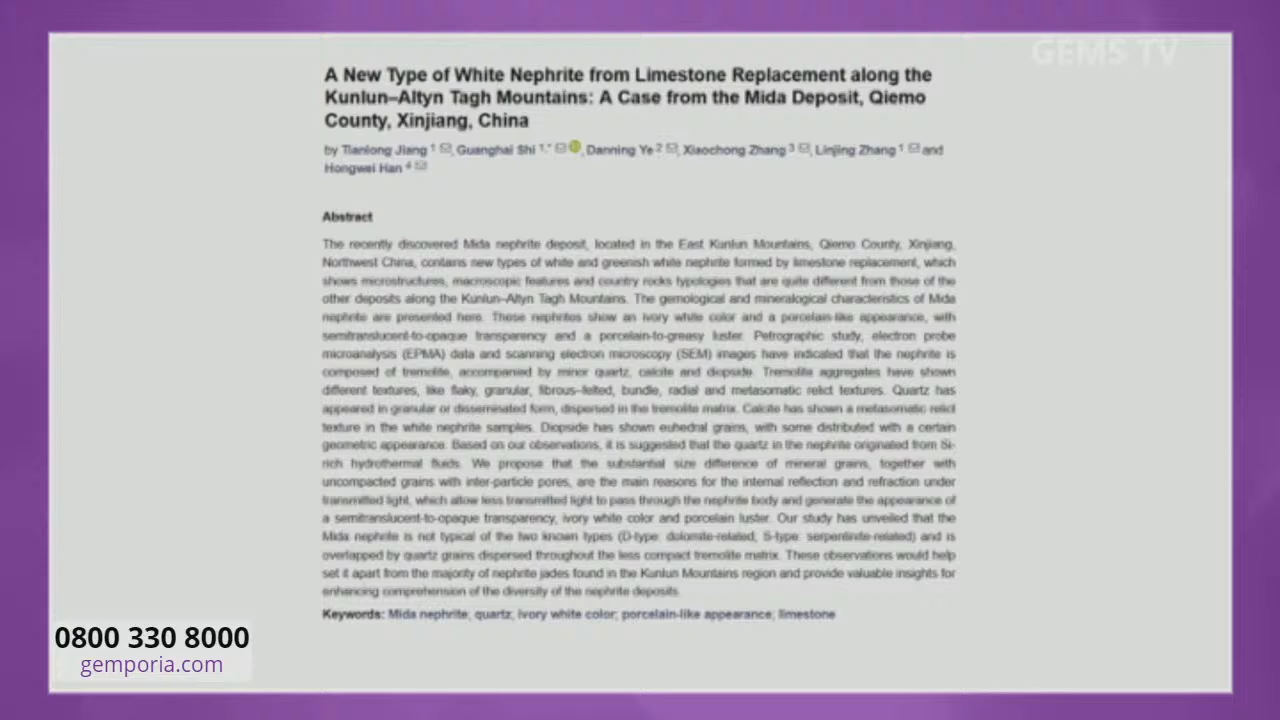 GEMS TV
A New Type of White Nephrite from Limestone Replacement along the
Kunlun–Altyn Tagh Mountains: A Case from the Mida Deposit, Qiemo
County, Xinjiang, China
by Tianlong Jiang 1, Guanghai Shi 1,*, Danning Ye 2, Xiaochong Zhang 3, Linjing Zhang 1 and
Hongwei Han 4
Abstract
The recently discovered Mida nephrite deposit, located in the East Kunlun Mountains, Qiemo County, Xinjiang,
Northwest China, contains new types of white and greenish white nephrite formed by limestone replacement, which
shows microstructures, macroscopic features and country rocks typologies that are quite different from those of the
other deposits along the Kunlun–Altyn Tagh Mountains. The gemological and mineralogical characteristics of Mida
nephrite are presented here. These nephrites show an ivory white color and a porcelain-like appearance, with
semitranslucent-to-opaque transparency and a porcelain-to-greasy luster. Petrographic study, electron probe
microanalysis (EPMA) data and scanning electron microscopy (SEM) images have indicated that the nephrite is
composed of tremolite, accompanied by minor quartz, calcite and diopside. Tremolite aggregates have shown
different textures, like flaky, granular, fibrous–felted, bundle, radial and metasomatic relict textures. Quartz has
appeared in granular or disseminated form, dispersed in the tremolite matrix. Calcite has shown a metasomatic relict
texture in the white nephrite samples. Diopside has shown euhedral grains, with some distributed with a certain
geometric appearance. Based on our observations, it is suggested that the quartz in the nephrite originated from Si-
rich hydrothermal fluids. We propose that the substantial size difference of mineral grains, together with
uncompacted grains with inter-particle pores, are the main reasons for the internal reflection and refraction under
transmitted light, which allow less transmitted light to pass through the nephrite body and generate the appearance of
a semitranslucent-to-opaque transparency, ivory white color and porcelain luster. Our study has unveiled that the
Mida nephrite is not typical of the two known types (D-type: dolomite-related, S-type: serpentinite-related) and is
overlapped by quartz grains dispersed throughout the less compact tremolite matrix. These observations would help
set it apart from the majority of nephrite jades found in the Kunlun Mountains region and provide valuable insights for
enhancing comprehension of the diversity of the nephrite deposits.
Keywords: Mida nephrite; quartz; ivory white color; porcelain-like appearance; limestone
0800 330 8000
gemporia.com